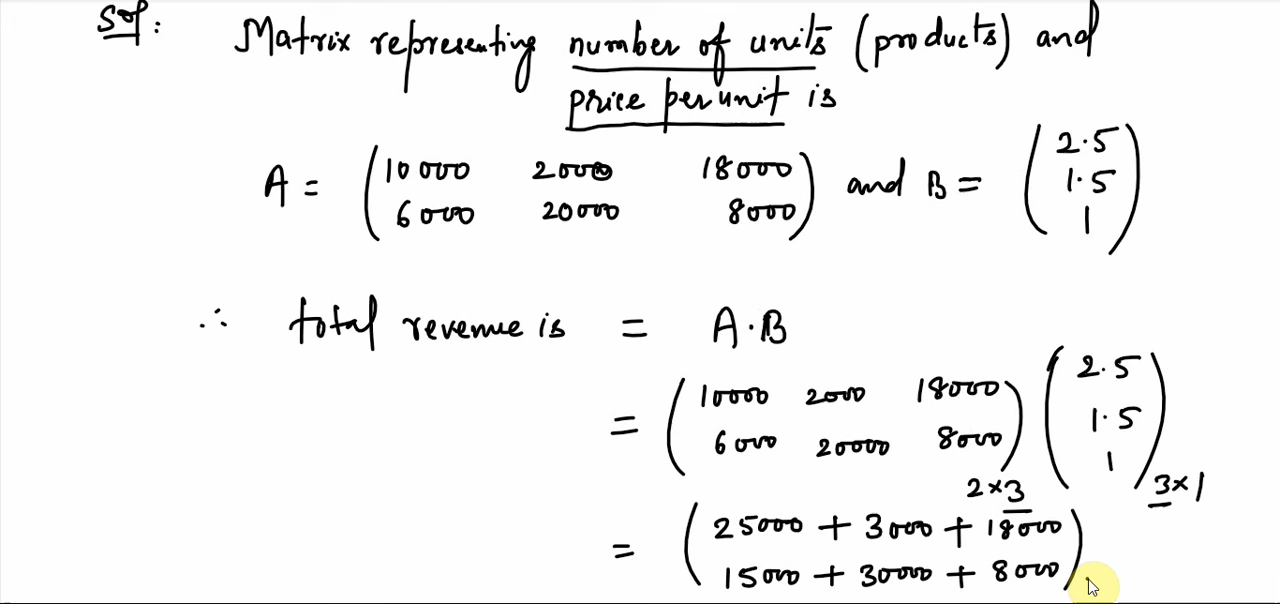 Sol: Matrix representing number of units (products) and
price per unit is
A = (10000 2000 18000
6000 20000 8000) and B = (2.5
1.5
1)
∴ total revenue is = A·B
= (10000 2000 18000
6000 20000 8000) 2×3 (2.5
1.5
1) 3×1
= (25000 + 3000 + 18000
15000 + 30000 + 8000)